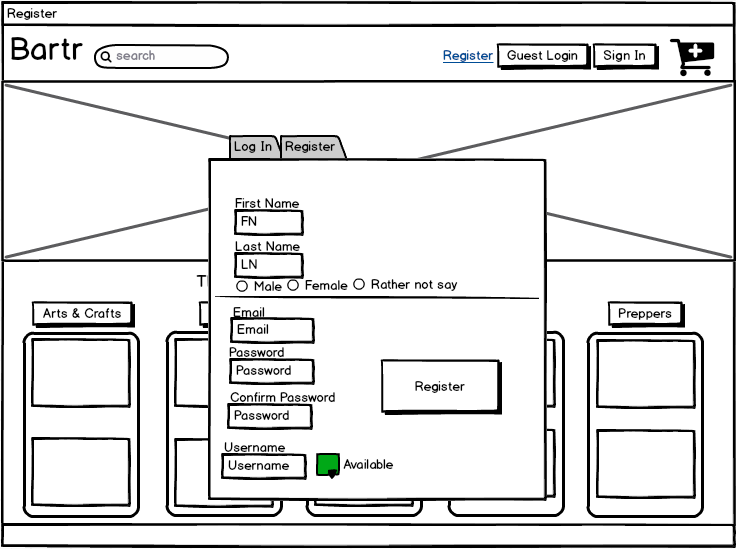 Register
Bartr
search
Register
Guest Login
Sign In
Log In
Register
First Name
FN
Last Name
LN
Male
Female
Rather not say
Arts & Crafts
Preppers
Email
Email
Password
Password
Confirm Password
Password
Register
Username
Username
Available